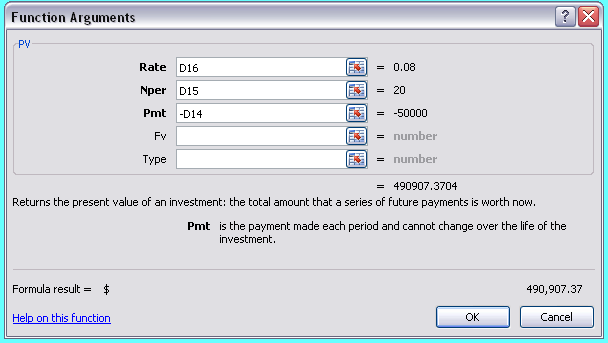 Function Arguments
PV
Rate D16 = 0.08
Nper D15 = 20
Pmt -D14 = -50000
Fv = number
Type = number
= 490907.3704
Returns the present value of an investment: the total amount that a series of future payments is worth now.
Pmt is the payment made each period and cannot change over the life of the
investment.
Formula result = $ 490,907.37
Help on this function OK Cancel